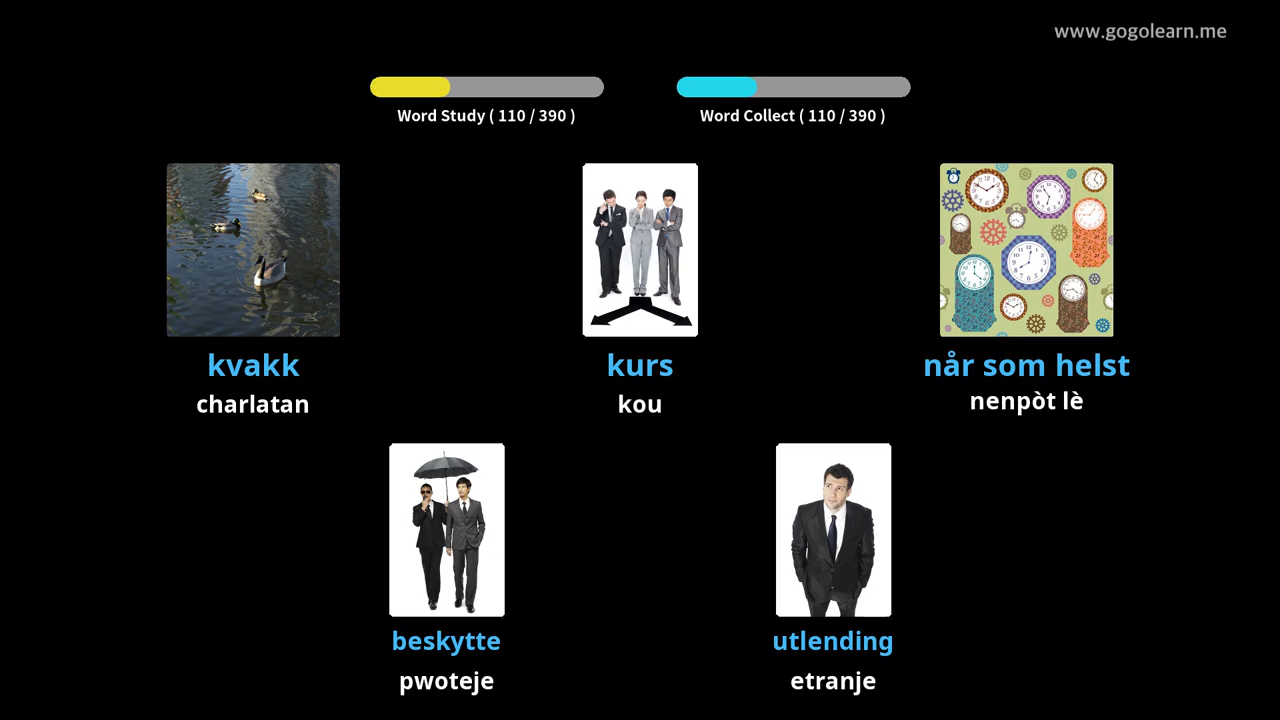 www.gogolearn.me
Word Study ( 110 / 390 )
Word Collect ( 110 / 390 )
kvakk
charlatan
kurs
kou
når som helst
nenpòt lè
beskytte
pwoteje
utlending
etranje